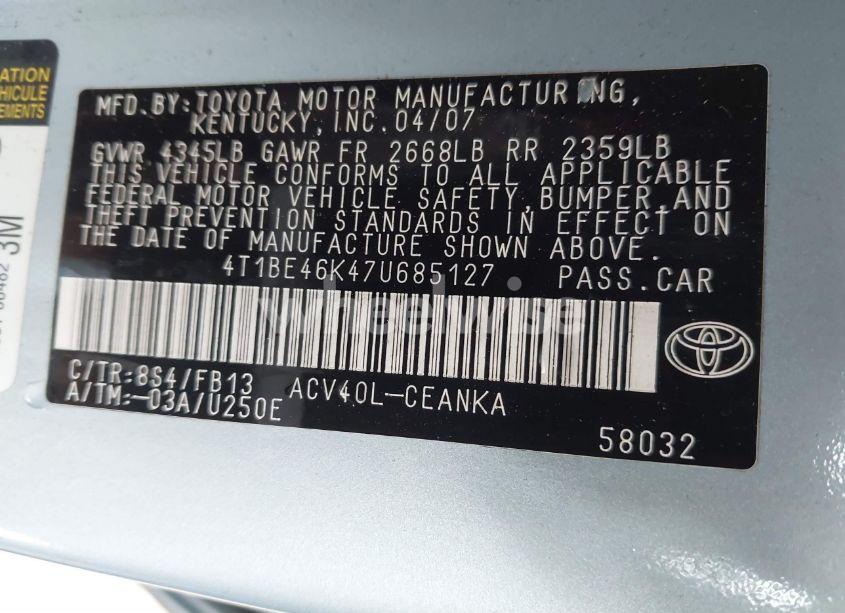 ATION
HICULE
EMENTS
3M
MFD. BY: TOYOTA MOTOR MANUFACTURING,
KENTUCKY, INC. 04/07
GVWR 4345LB GAWR FR 2668LB RR 2359LB
THIS VEHICLE CONFORMS TO ALL APPLICABLE
FEDERAL MOTOR VEHICLE SAFETY, BUMPER, AND
THEFT PREVENTION STANDARDS IN EFFECT ON
THE DATE OF MANUFACTURE SHOWN ABOVE.
4T1BE46K47U685127 PASS.CAR
wheelwise
C/TR:8S4/FB13 ACV40L-CEANKA
A/TM:-03A/U250E
58032